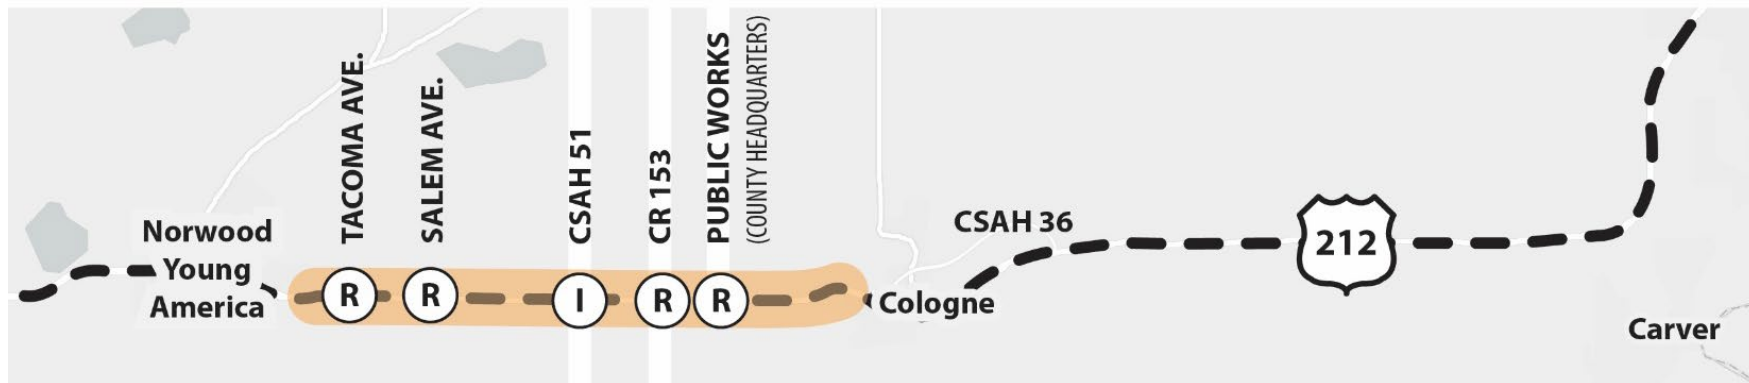 TACOMA AVE.
SALEM AVE.
CSAH 51
CR 153
PUBLIC WORKS
(COUNTY HEADQUARTERS)
Norwood
Young
America
R
R
I
R
R
Cologne
CSAH 36
212
Carver